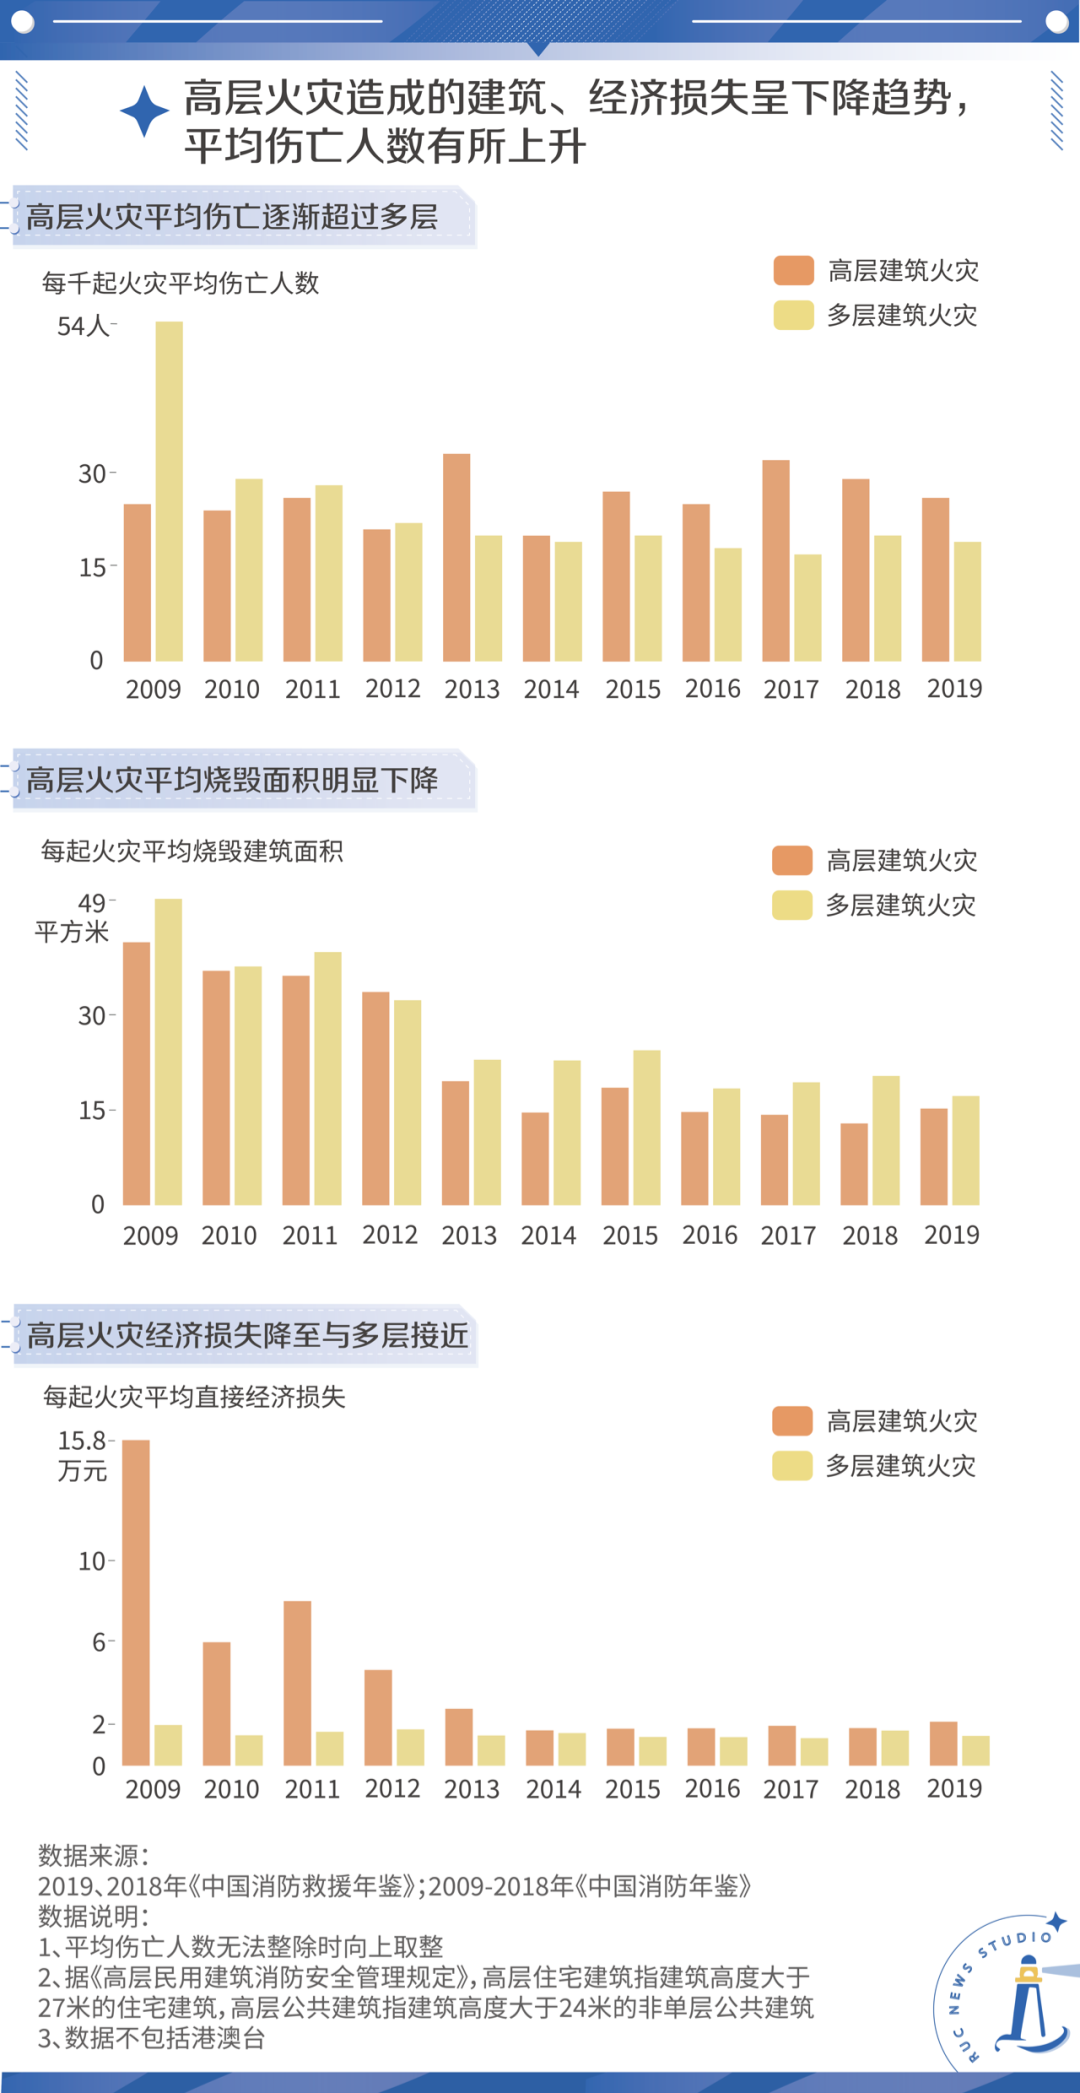 高层火灾造成的建筑、经济损失呈下降趋势，
平均伤亡人数有所上升
高层火灾平均伤亡逐渐超过多层
每千起火灾平均伤亡人数
高层建筑火灾
多层建筑火灾
54人
30
15
0
2009 2010 2011 2012 2013 2014 2015 2016 2017 2018 2019
高层火灾平均烧毁面积明显下降
每起火灾平均烧毁建筑面积
高层建筑火灾
多层建筑火灾
49
平方米
30
15
0
2009 2010 2011 2012 2013 2014 2015 2016 2017 2018 2019
高层火灾经济损失降至与多层接近
每起火灾平均直接经济损失
高层建筑火灾
多层建筑火灾
15.8
万元
10
6
2
0
2009 2010 2011 2012 2013 2014 2015 2016 2017 2018 2019
数据来源：
2019、2018年《中国消防救援年鉴》；2009-2018年《中国消防年鉴》
数据说明：
1、平均伤亡人数无法整除时向上取整
2、据《高层民用建筑消防安全管理规定》，高层住宅建筑指建筑高度大于
27米的住宅建筑，高层公共建筑指建筑高度大于24米的非单层公共建筑
3、数据不包括港澳台
RUC NEWS STUDIO